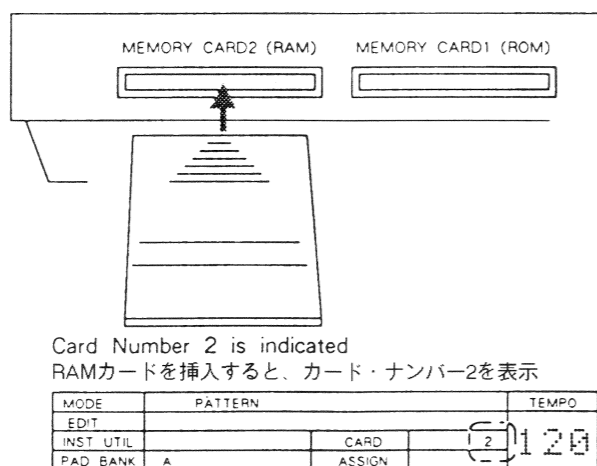 MEMORY CARD2 (RAM) MEMORY CARD1 (ROM)
Card Number 2 is indicated
RAMカードを挿入すると、カード・ナンバー2を表示
MODE PATTERN TEMPO
EDIT
INST UTIL CARD 2 120
PAD BANK A ASSIGN